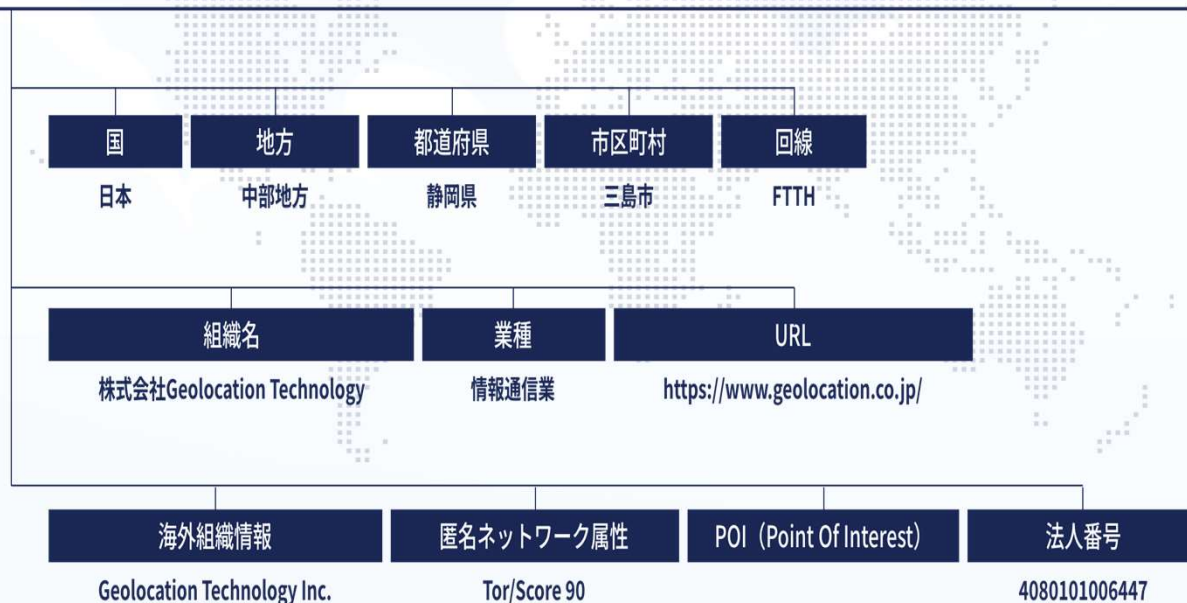 国 地方 都道府県 市区町村 回線
日本 中部地方 静岡県 三島市 FTTH
組織名 業種 URL
株式会社Geolocation Technology 情報通信業 https://www.geolocation.co.jp/
海外組織情報 匿名ネットワーク属性 POI（Point Of Interest） 法人番号
Geolocation Technology Inc. Tor/Score 90 4080101006447